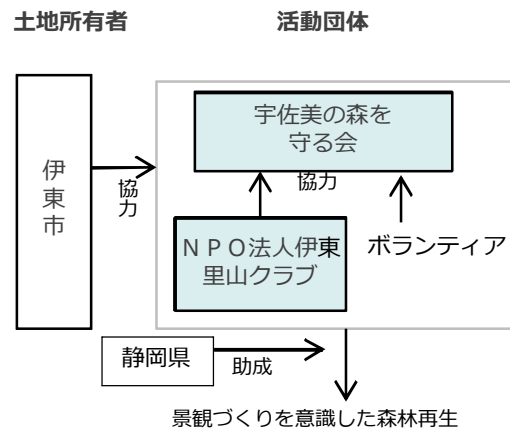 土地所有者
活動団体
宇佐美の森を
守る会
伊東市
協力
協力
ＮＰＯ法人伊東
里山クラブ
ボランティア
静岡県
助成
景観づくりを意識した森林再生